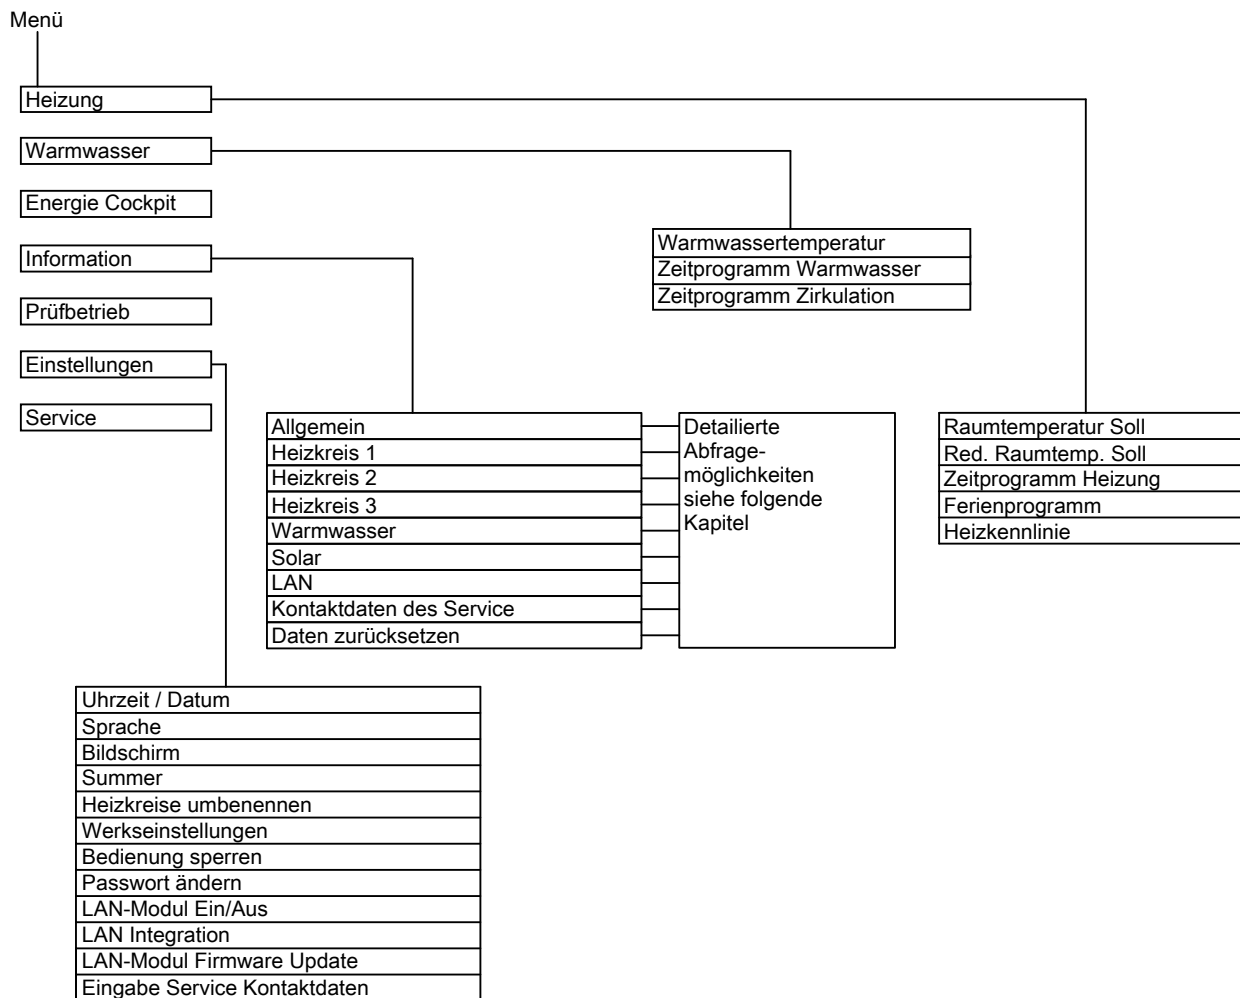 Menü
Heizung
Warmwasser
Energie Cockpit
Information
Prüfbetrieb
Einstellungen
Service
Warmwassertemperatur
Zeitprogramm Warmwasser
Zeitprogramm Zirkulation
Allgemein
Heizkreis 1
Heizkreis 2
Heizkreis 3
Warmwasser
Solar
LAN
Kontaktdaten des Service
Daten zurücksetzen
Detailierte
Abfrage-
möglichkeiten
siehe folgende
Kapitel
Raumtemperatur Soll
Red. Raumtemp. Soll
Zeitprogramm Heizung
Ferienprogramm
Heizkennlinie
Uhrzeit / Datum
Sprache
Bildschirm
Summer
Heizkreise umbenennen
Werkseinstellungen
Bedienung sperren
Passwort ändern
LAN-Modul Ein/Aus
LAN Integration
LAN-Modul Firmware Update
Eingabe Service Kontaktdaten